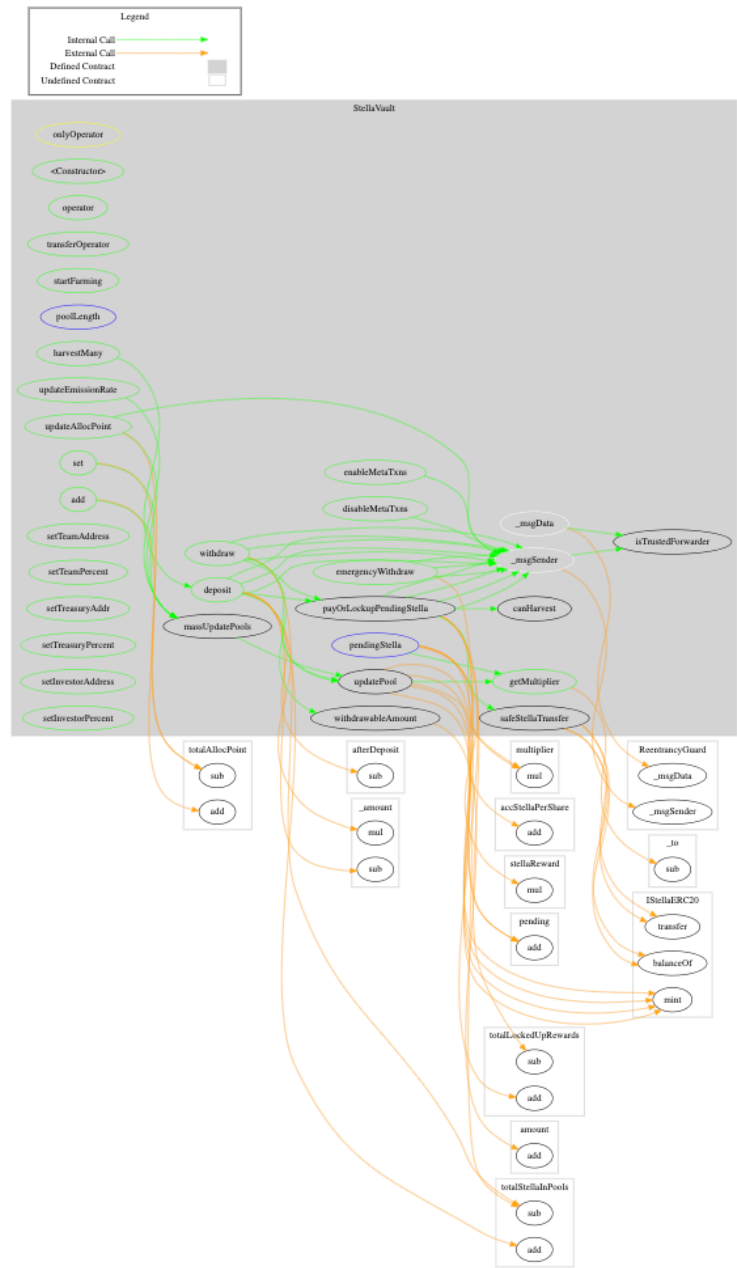 Legend
Internal Call
External Call
Defined Contract
Undefined Contract
StellaVault
onlyOperator
<Constructor>
operator
transferOperator
startFarming
poolLength
harvestMany
updateEmissionRate
updateAllocPoint
set
add
setTeamAddress
setTeamPercent
setTreasuryAddr
setTreasuryPercent
setInvestorAddress
setInvestorPercent
withdraw
deposit
massUpdatePools
enableMetaTxns
disableMetaTxns
emergencyWithdraw
payOrLockupPendingStella
pendingStella
updatePool
withdrawableAmount
_msgData
_msgSender
canHarvest
getMultiplier
safeStellaTransfer
isTrustedForwarder
totalAllocPoint
sub
add
afterDeposit
sub
_amount
mul
sub
multiplier
mul
accStellaPerShare
add
stellaReward
mul
pending
add
totalLockedUpRewards
sub
add
amount
add
totalStellaInPools
sub
add
ReentrancyGuard
_msgData
_msgSender
_to
sub
IStellaERC20
transfer
balanceOf
mint